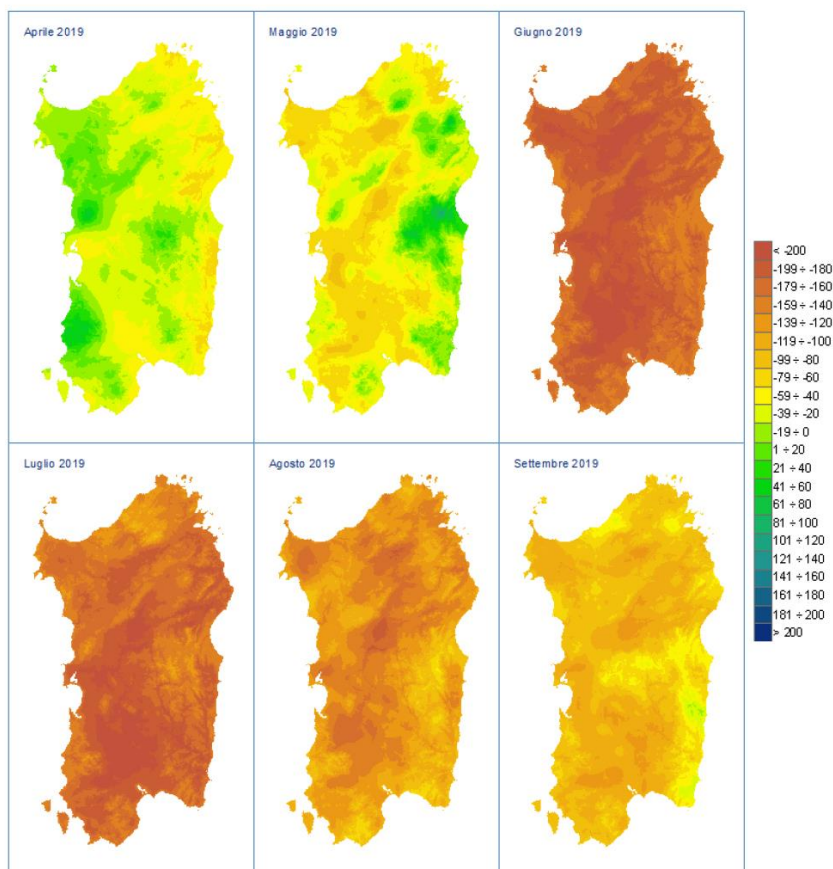 Aprile 2019
Maggio 2019
Giugno 2019
Luglio 2019
Agosto 2019
Settembre 2019
< -200
-199 ÷ -180
-179 ÷ -160
-159 ÷ -140
-139 ÷ -120
-119 ÷ -100
-99 ÷ -80
-79 ÷ -60
-59 ÷ -40
-39 ÷ -20
-19 ÷ 0
1 ÷ 20
21 ÷ 40
41 ÷ 60
61 ÷ 80
81 ÷ 100
101 ÷ 120
121 ÷ 140
141 ÷ 160
161 ÷ 180
181 ÷ 200
> 200